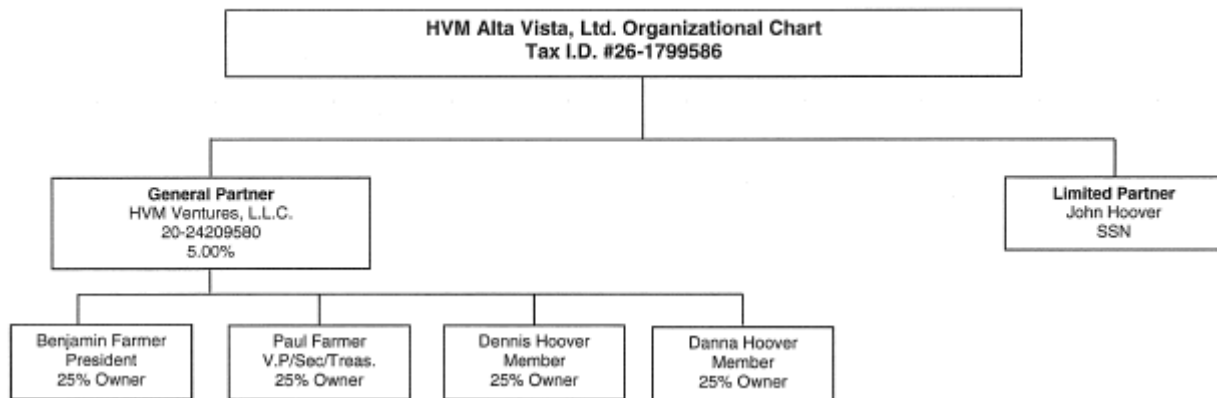 HVM Alta Vista, Ltd. Organizational Chart
Tax I.D. #26-1799586
General Partner
HVM Ventures, L.L.C.
20-24209580
5.00%
Limited Partner
John Hoover
SSN
Benjamin Farmer
President
25% Owner
Paul Farmer
V.P/Sec/Treas.
25% Owner
Dennis Hoover
Member
25% Owner
Danna Hoover
Member
25% Owner